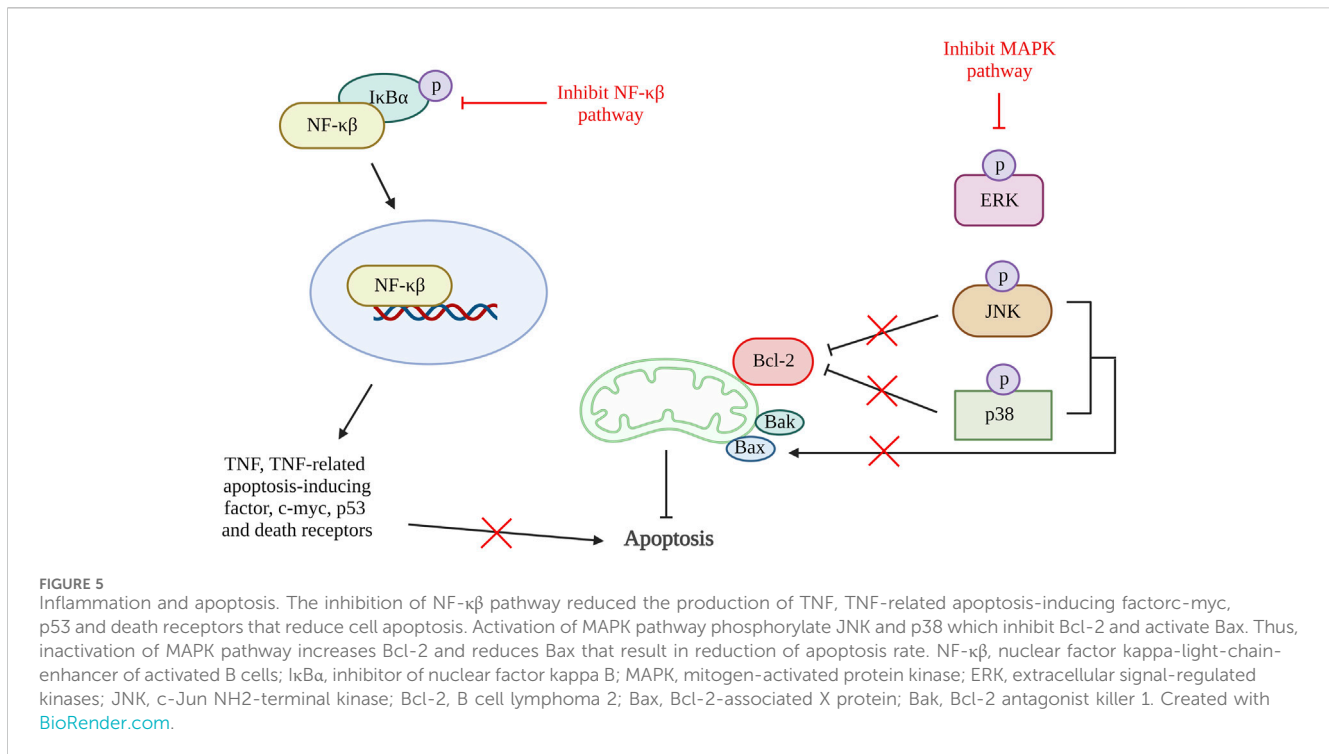 Inhibit MAPK
pathway
p
IκBα
NF-κβ
Inhibit NF-κβ
pathway
p
ERK
NF-κβ
p
JNK
Bcl-2
p
p38
Bak
Bax
TNF, TNF-related
apoptosis-inducing
factor, c-myc, p53
and death receptors
Apoptosis
FIGURE 5
Inflammation and apoptosis. The inhibition of NF-κβ pathway reduced the production of TNF, TNF-related apoptosis-inducing factorc-myc,
p53 and death receptors that reduce cell apoptosis. Activation of MAPK pathway phosphorylate JNK and p38 which inhibit Bcl-2 and activate Bax. Thus,
inactivation of MAPK pathway increases Bcl-2 and reduces Bax that result in reduction of apoptosis rate. NF-κβ, nuclear factor kappa-light-chain-
enhancer of activated B cells; IκBα, inhibitor of nuclear factor kappa B; MAPK, mitogen-activated protein kinase; ERK, extracellular signal-regulated
kinases; JNK, c-Jun NH2-terminal kinase; Bcl-2, B cell lymphoma 2; Bax, Bcl-2-associated X protein; Bak, Bcl-2 antagonist killer 1. Created with
BioRender.com.